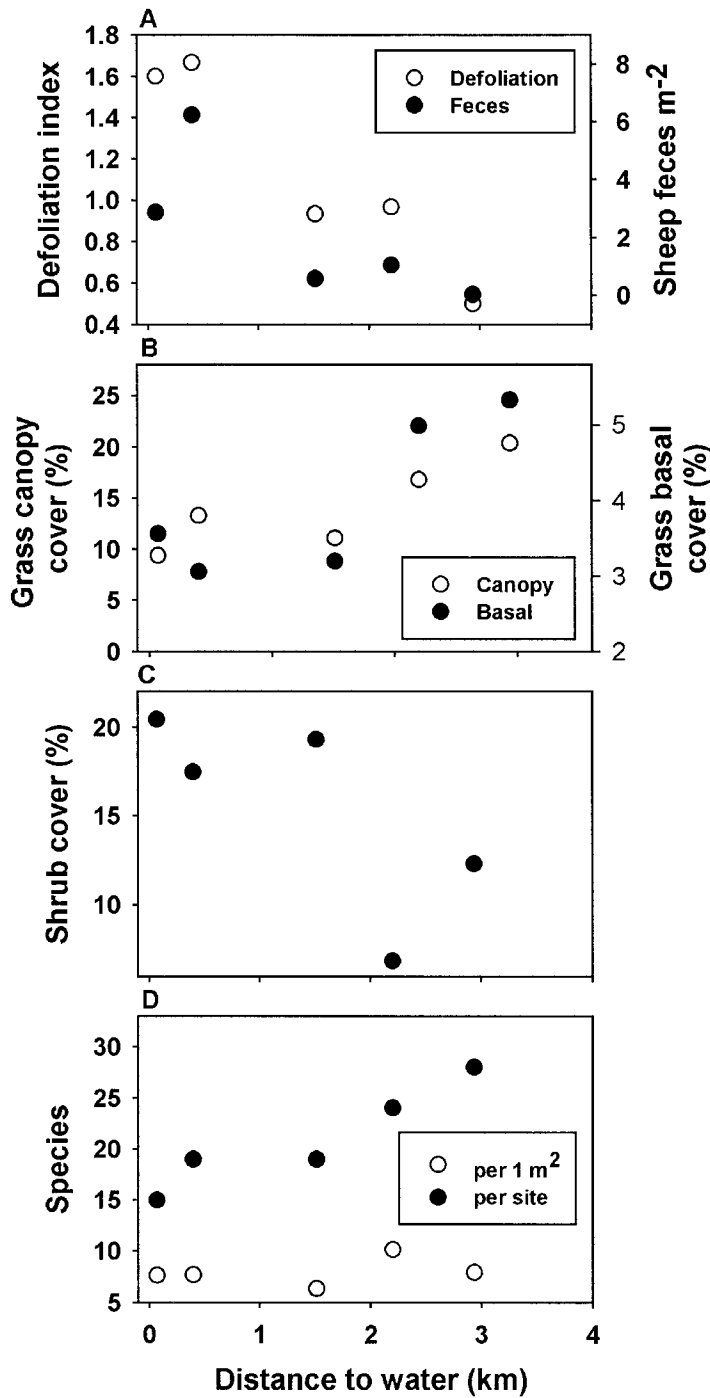 A
1.8
1.6
1.4
1.2
1.0
0.8
0.6
0.4
Defoliation index
Defoliation
Feces
8
6
4
2
0
Sheep feces m-2
B
25
20
15
10
5
0
Grass canopy
cover (%)
Canopy
Basal
5
4
3
2
Grass basal
cover (%)
C
20
15
10
Shrub cover (%)
D
30
25
20
15
10
5
Species
per 1 m2
per site
0
1
2
3
4
Distance to water (km)